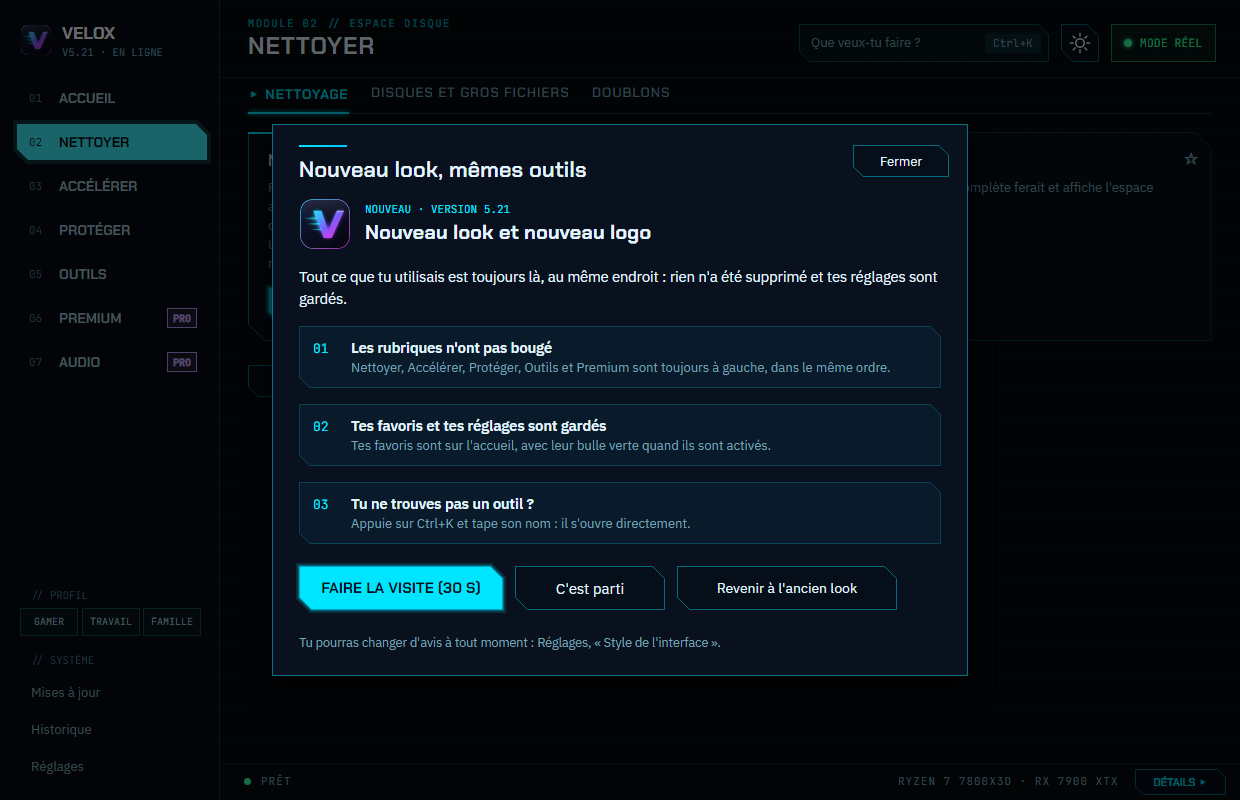 VELOX
V5.21 · EN LIGNE
01 ACCUEIL
02 NETTOYER
03 ACCÉLÉRER
04 PROTÉGER
05 OUTILS
06 PREMIUM PRO
07 AUDIO PRO
// PROFIL
GAMER TRAVAIL FAMILLE
// SYSTÈME
Mises à jour
Historique
Réglages
MODULE 02 // ESPACE DISQUE
NETTOYER
Que veux-tu faire ? Ctrl+K
MODE RÉEL
▸ NETTOYAGE DISQUES ET GROS FICHIERS DOUBLONS
ferait et affiche l'espace
Nouveau look, mêmes outils
Fermer
NOUVEAU · VERSION 5.21
Nouveau look et nouveau logo
Tout ce que tu utilisais est toujours là, au même endroit : rien n'a été supprimé et tes réglages sont
gardés.
01 Les rubriques n'ont pas bougé
Nettoyer, Accélérer, Protéger, Outils et Premium sont toujours à gauche, dans le même ordre.
02 Tes favoris et tes réglages sont gardés
Tes favoris sont sur l'accueil, avec leur bulle verte quand ils sont activés.
03 Tu ne trouves pas un outil ?
Appuie sur Ctrl+K et tape son nom : il s'ouvre directement.
FAIRE LA VISITE (30 S) C'est parti Revenir à l'ancien look
Tu pourras changer d'avis à tout moment : Réglages, « Style de l'interface ».
PRÊT
RYZEN 7 7800X3D · RX 7900 XTX
DÉTAILS ▸